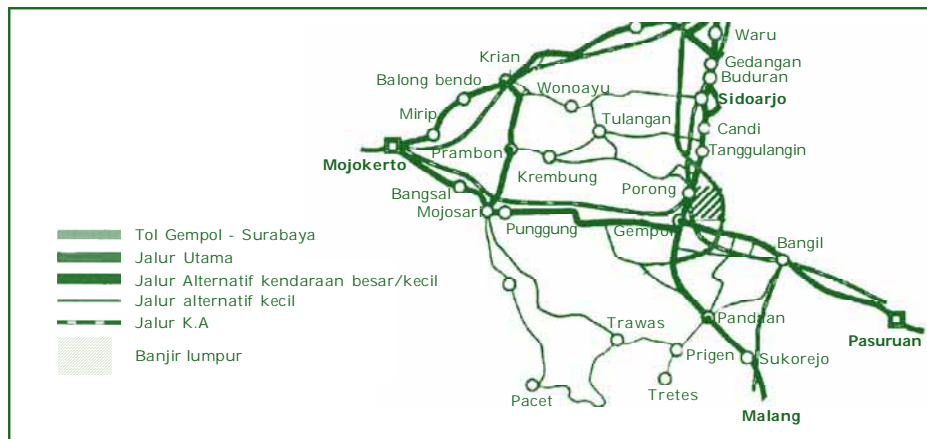 Waru
Krian
Gedangan
Balong bendo
Buduran
Wonoayu
Sidoarjo
Mirip
Tulangan
Candi
Prambon
Tanggulangin
Mojokerto
Krembung
Bangsal
Porong
Mojosari
Punggung
Gempol
Bangil
Tol Gempol - Surabaya
Jalur Utama
Jalur Alternatif kendaraan besar/kecil
Jalur alternatif kecil
Jalur K.A
Banjir lumpur
Pandaan
Trawas
Pasuruan
Prigen
Sukorejo
Tretes
Pacet
Malang